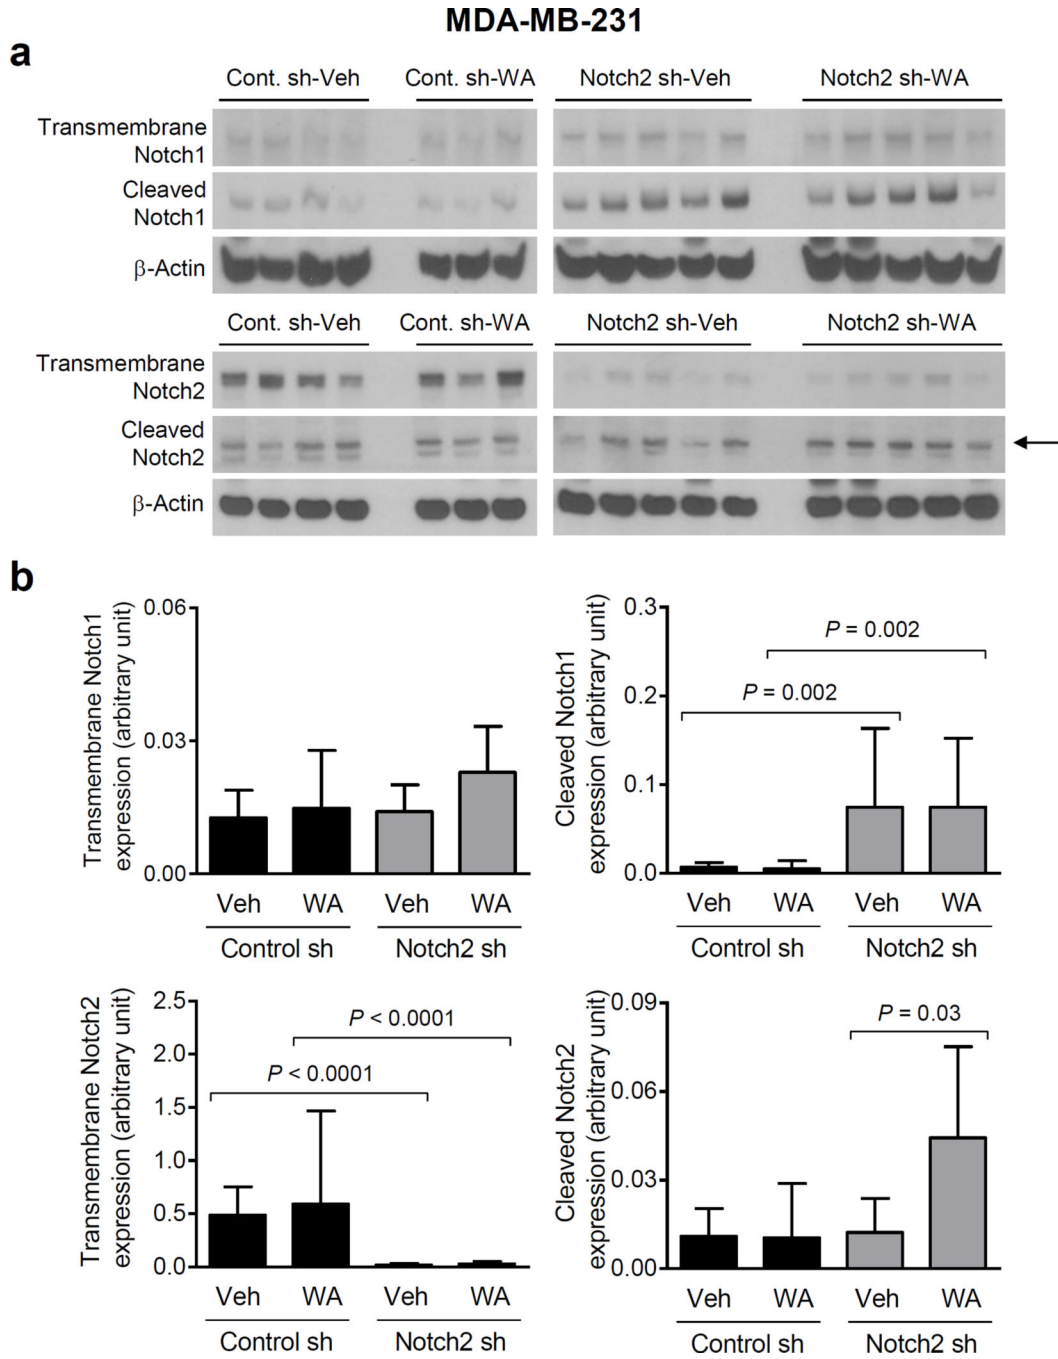 MDA-MB-231
a
Cont. sh-Veh Cont. sh-WA Notch2 sh-Veh Notch2 sh-WA
Transmembrane
Notch1
Cleaved
Notch1
β-Actin
Cont. sh-Veh Cont. sh-WA Notch2 sh-Veh Notch2 sh-WA
Transmembrane
Notch2
Cleaved
Notch2
β-Actin
b
Transmembrane Notch1
expression (arbitrary unit)
0.06
0.03
0.00
Veh WA Veh WA
Control sh Notch2 sh
Cleaved Notch1
expression (arbitrary unit)
0.3
0.2
0.1
0.0
P = 0.002
P = 0.002
Veh WA Veh WA
Control sh Notch2 sh
Transmembrane Notch2
expression (arbitrary unit)
2.5
2.0
1.5
1.0
0.5
0.0
P < 0.0001
P < 0.0001
Veh WA Veh WA
Control sh Notch2 sh
Cleaved Notch2
expression (arbitrary unit)
0.09
0.06
0.03
0.00
P = 0.03
Veh WA Veh WA
Control sh Notch2 sh